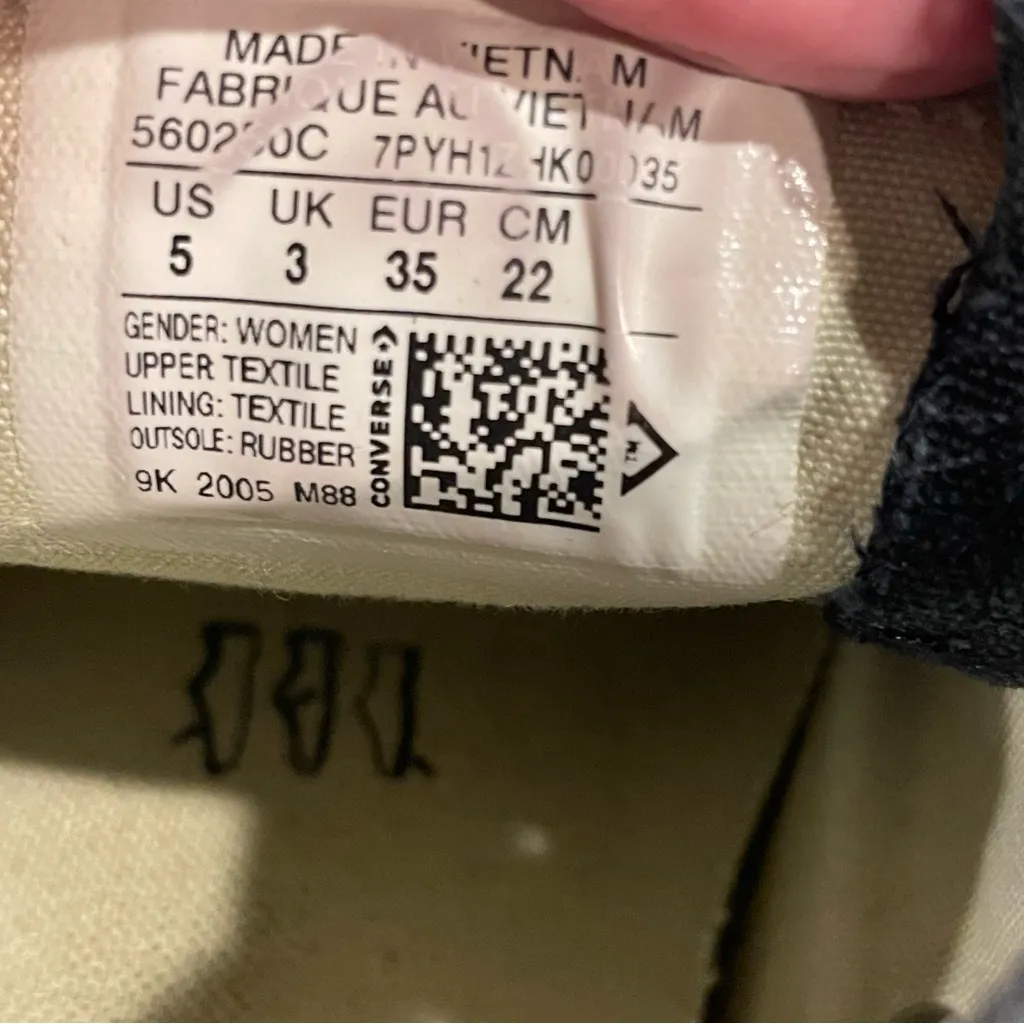 MADE IN VIETNAM
FABRIQUE AU VIETNAM
US UK EUR CM
5 3 35 22
GENDER: WOMEN
UPPER TEXTILE
LINING: TEXTILE
OUTSOLE: RUBBER
9K 2005 M88
CONVERSE
TM